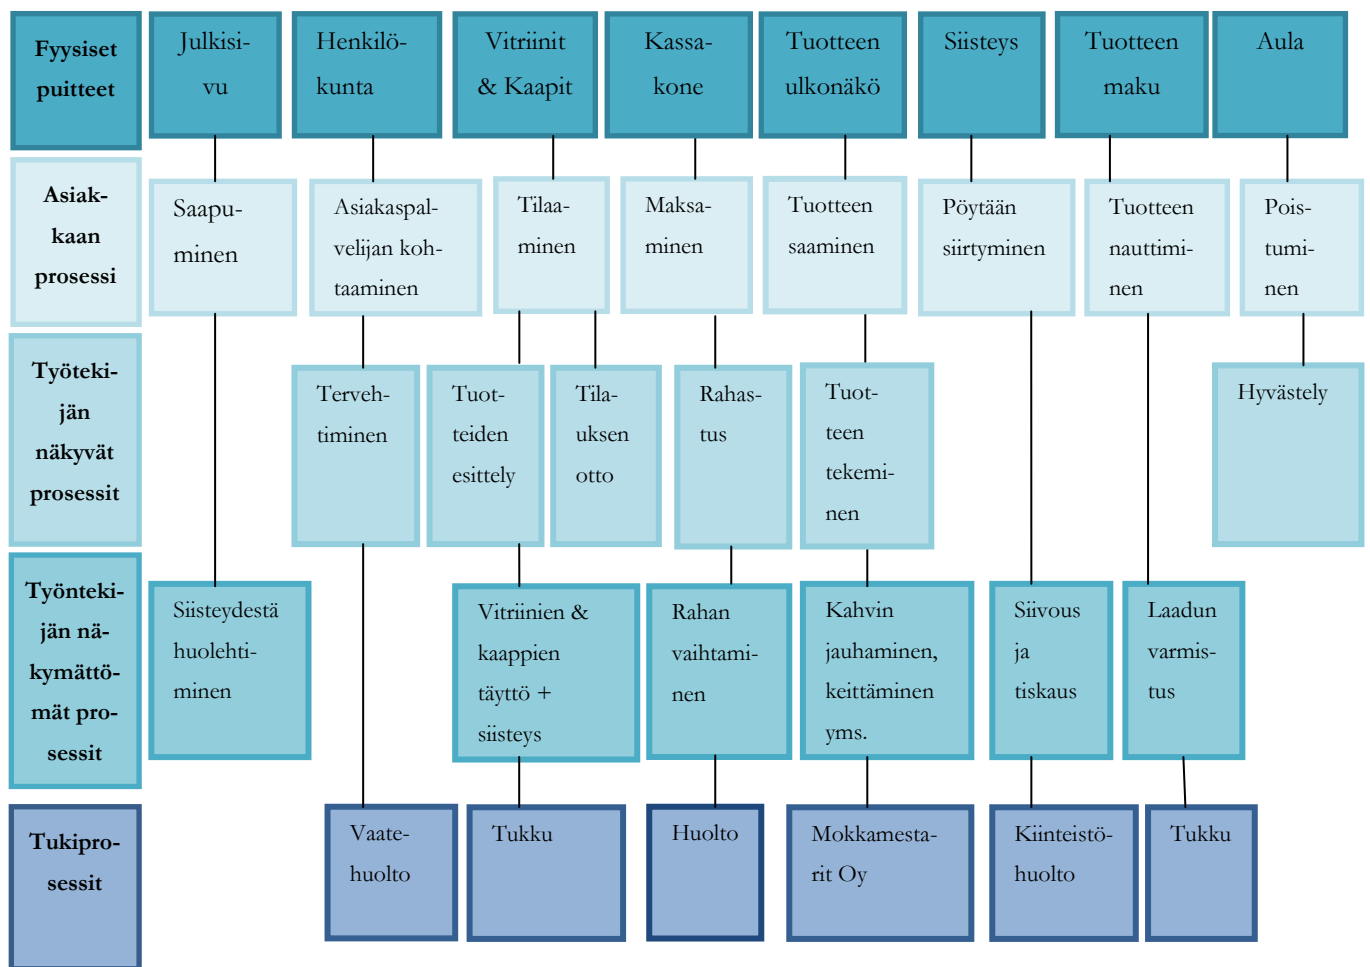 Fyysiset
puitteet
Julkisi-
vu
Henkilö-
kunta
Vitriinit
& Kaapit
Kassa-
kone
Tuotteen
ulkonäkö
Siisteys
Tuotteen
maku
Aula
Asiak-
kaan
prosessi
Saapu-
minen
Asiakaspal-
velijan koh-
taaminen
Tilaa-
minen
Maksa-
minen
Tuotteen
saaminen
Pöytään
siirtyminen
Tuotteen
nauttimi-
nen
Pois-
tumi-
nen
Työteki-
jän
näkyvät
prosessit
Terveh-
timinen
Tuot-
teiden
esittely
Tila-
uksen
otto
Rahas-
tus
Tuot-
teen
tekemi-
nen
Hyvästely
Työnteki-
jän nä-
kymättö-
mät pro-
sessit
Siisteydestä
huolehti-
minen
Vitriinien &
kaappien
täyttö +
siisteys
Rahan
vaihtami-
nen
Kahvin
jauhaminen,
keittäminen
yms.
Siivous
ja
tiskaus
Laadun
varmis-
tus
Tukipro-
sessit
Vaate-
huolto
Tukku
Huolto
Mokkamesta-
rit Oy
Kiinteistö-
huolto
Tukku